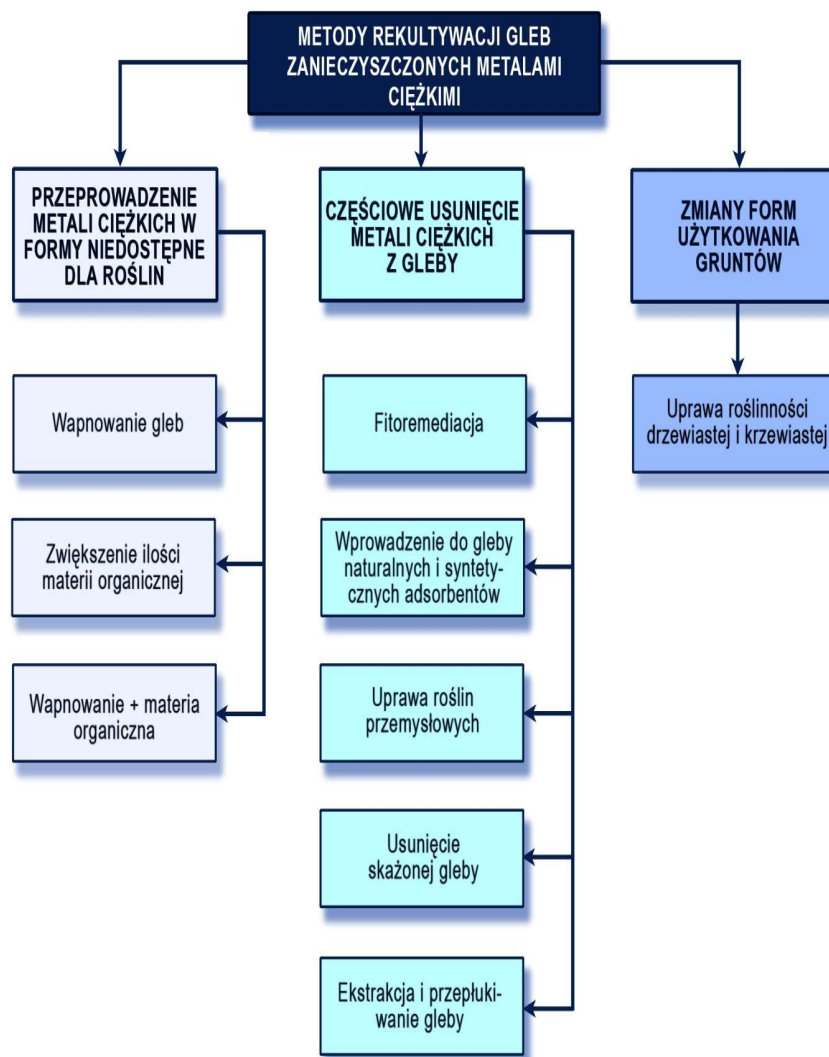 METODY REKULTYWACJI GLEB
ZANIECZYSZCZONYCH METALAMI
CIĘŻKIMI
PRZEPROWADZENIE
METALI CIĘŻKICH W
FORMY NIEDOSTĘPNE
DLA ROŚLIN
Wapnowanie gleb
Zwiększenie ilości
materii organicznej
Wapnowanie + materia
organiczna
CZĘŚCIOWE USUNIĘCIE
METALI CIĘŻKICH
Z GLEBY
Fitoremediacja
Wprowadzenie do gleby
naturalnych i syntety-
cznych adsorbentów
Uprawa roślin
przemysłowych
Usunięcie
skażonej gleby
Ekstrakcja i przepłuki-
wanie gleby
ZMIANY FORM
UŻYTKOWANIA
GRUNTÓW
Uprawa roślinności
drzewiastej i krzewiastej